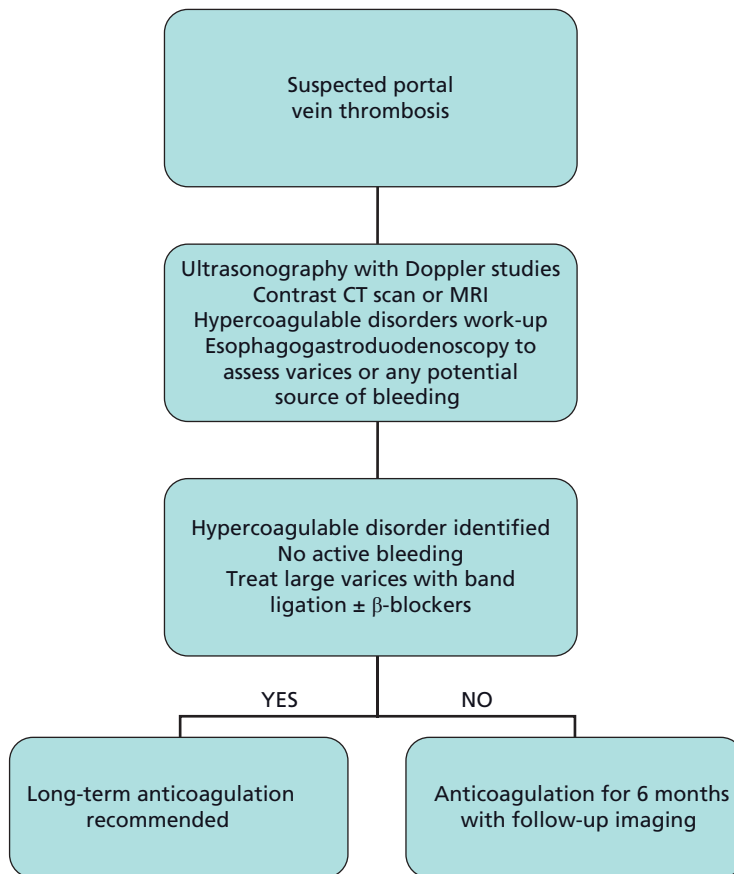 Suspected portal
vein thrombosis
Ultrasonography with Doppler studies
Contrast CT scan or MRI
Hypercoagulable disorders work-up
Esophagogastroduodenoscopy to
assess varices or any potential
source of bleeding
Hypercoagulable disorder identified
No active bleeding
Treat large varices with band
ligation ± β-blockers
YES
NO
Long-term anticoagulation
recommended
Anticoagulation for 6 months
with follow-up imaging